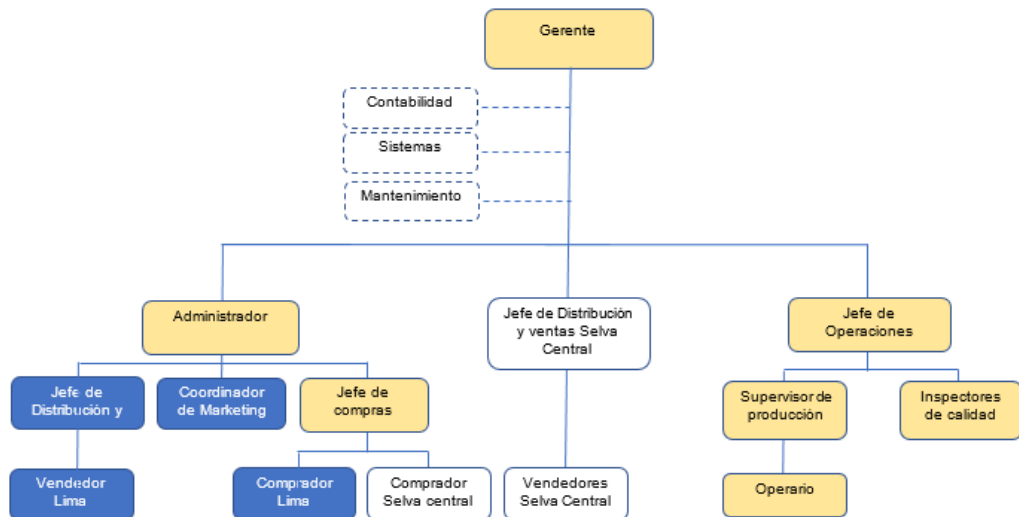 Gerente
Contabilidad
Sistemas
Mantenimiento
Administrador
Jefe de Distribución
y ventas Selva
Central
Jefe de
Operaciones
Jefe de
Distribución y
Coordinador
de Marketing
Jefe de
compras
Supervisor de
producción
Inspectores
de calidad
Vendedor
Lima
Comprador
Lima
Comprador
Selva central
Vendedores
Selva Central
Operario